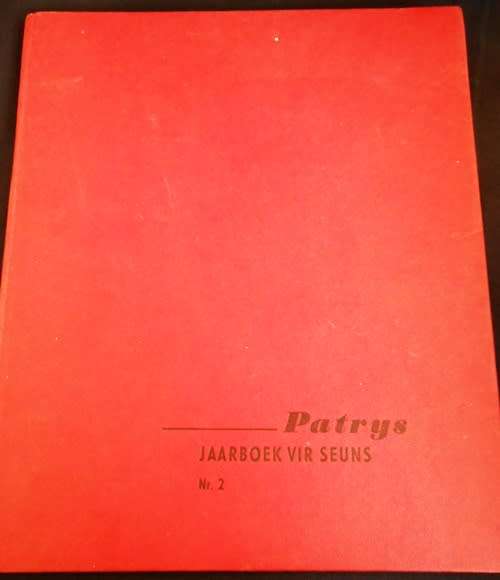 Patrys
JAARBOEK VIR SEUNS
Nr. 2